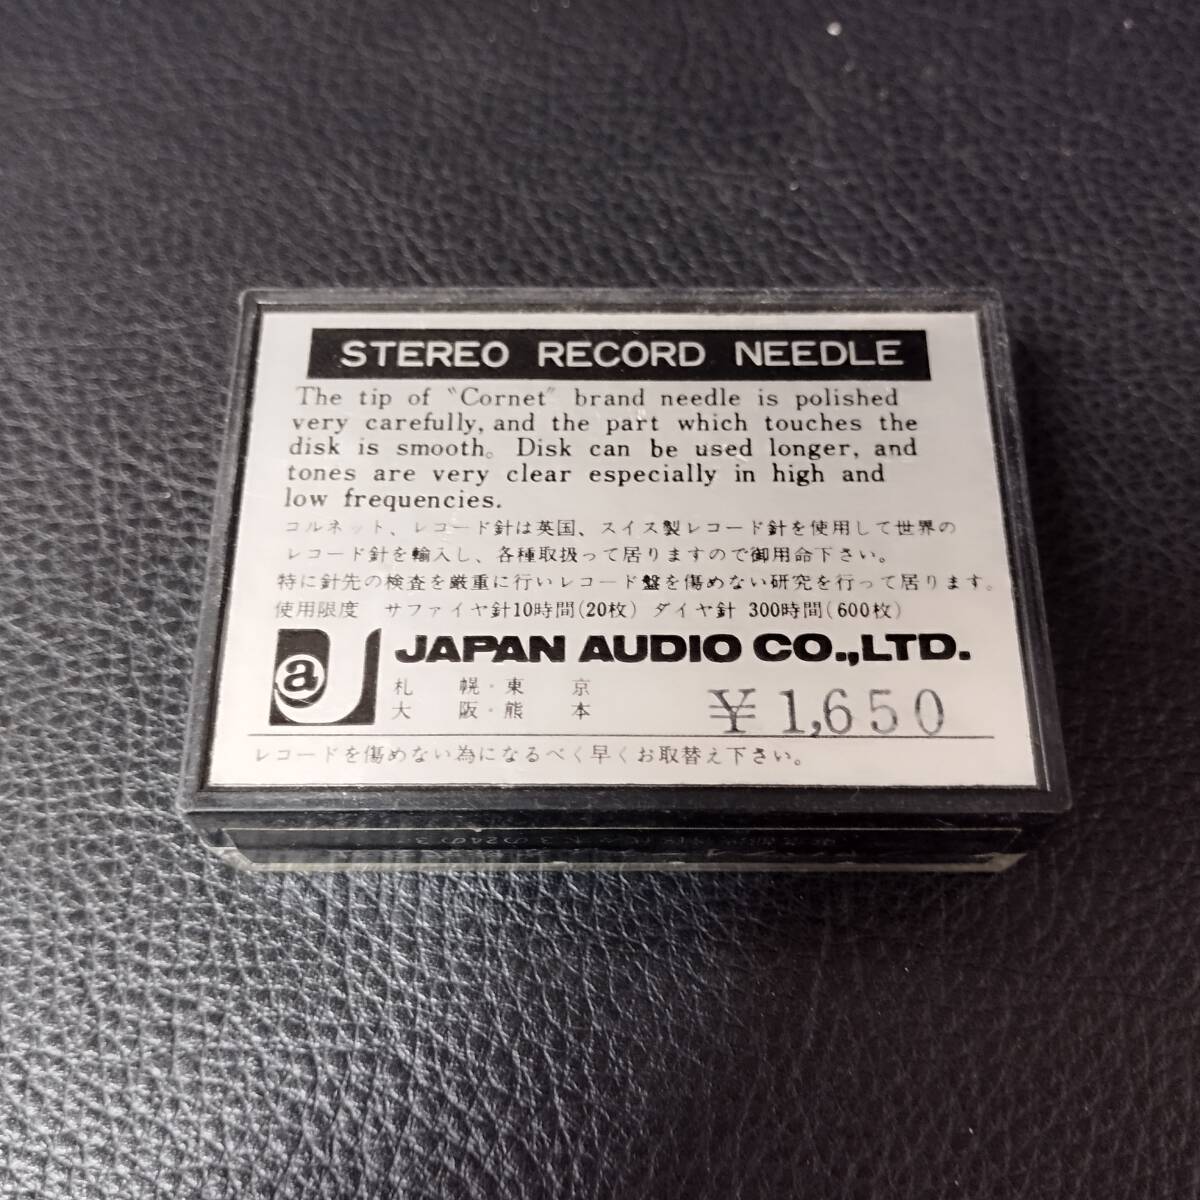 STEREO RECORD NEEDLE
The tip of "Cornet" brand needle is polished
very carefully, and the part which touches the
disk is smooth。 Disk can be used longer, and
tones are very clear especially in high and
low frequencies.
コルネット、レコード針は英国、スイス製レコード針を使用して世界の
レコード針を輸入し、各種取扱って居りますので御用命下さい。
特に針先の検査を厳重に行いレコード盤を傷めない研究を行って居ります。
使用限度 サファイヤ針10時間(20枚) ダイヤ針 300時間(600枚)
a J JAPAN AUDIO CO.,LTD.
札幌・東京
大阪・熊本
¥1,650
レコードを傷めない為になるべく早くお取替え下さい。